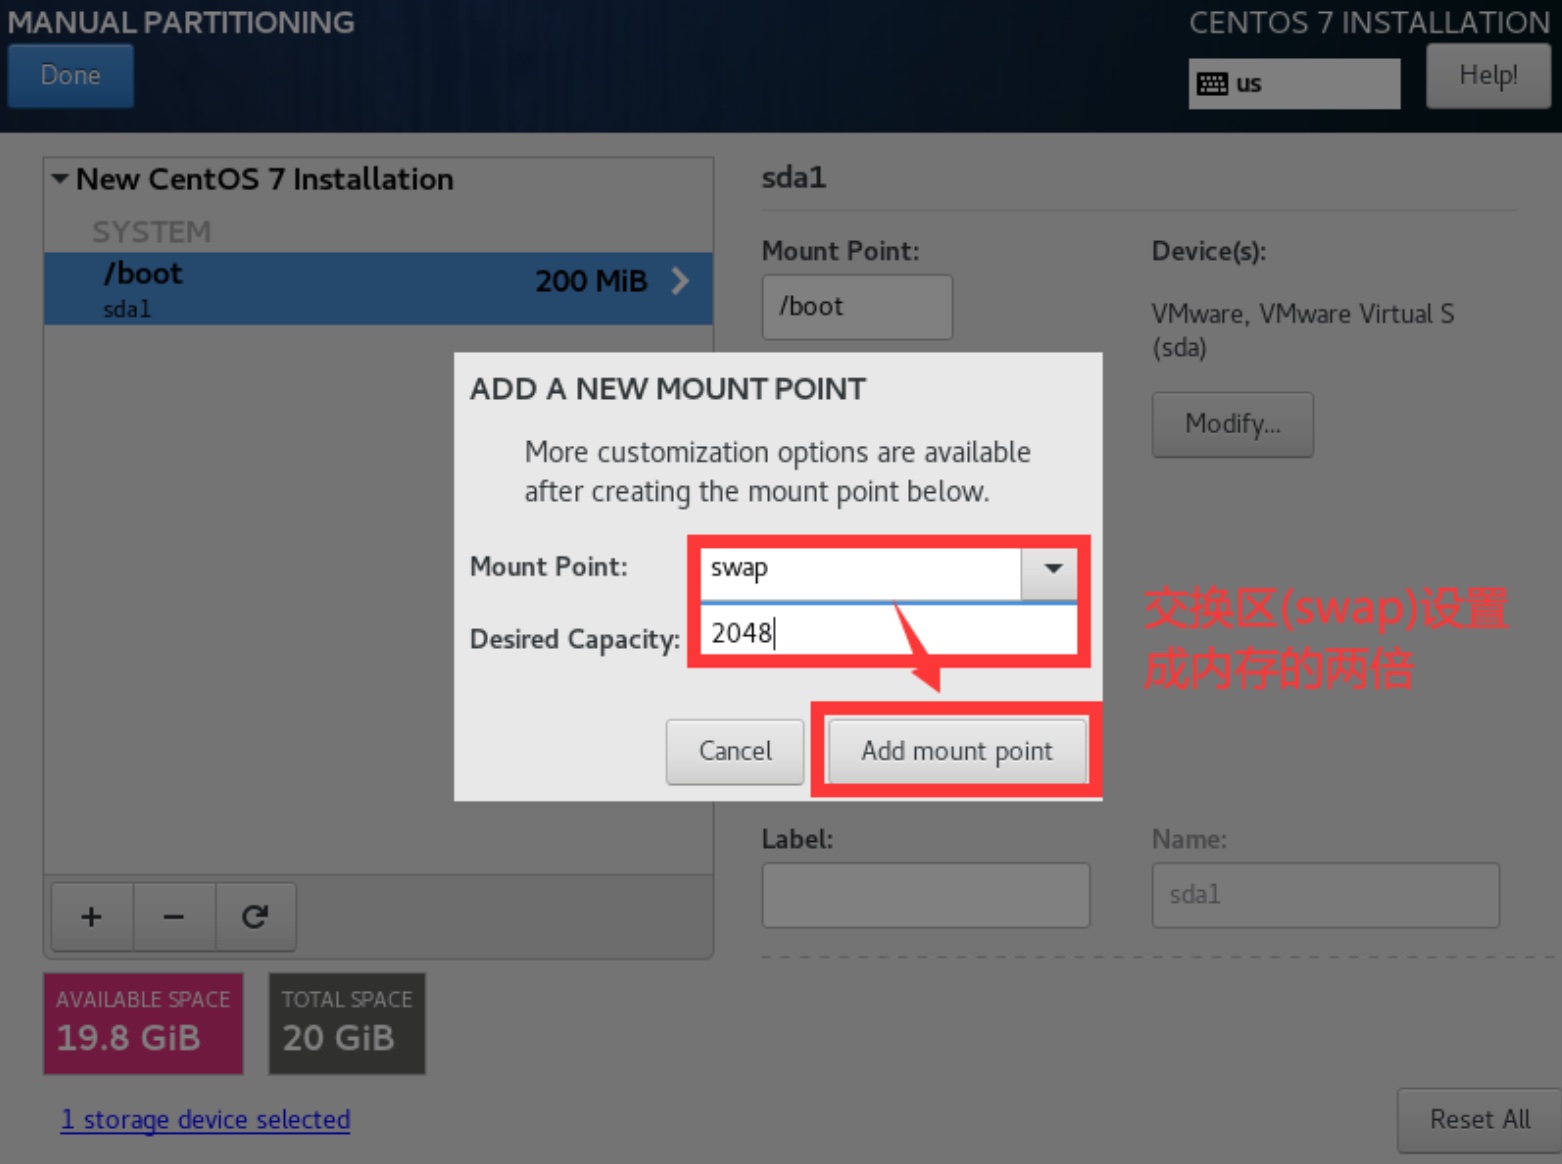 MANUAL PARTITIONING
CENTOS 7 INSTALLATION
Done
us
Help!
New CentOS 7 Installation
SYSTEM
/boot
200 MiB
sda1
sda1
Mount Point:
/boot
Device(s):
VMware, VMware Virtual S
(sda)
Modify...
ADD A NEW MOUNT POINT
More customization options are available
after creating the mount point below.
Mount Point:
swap
Desired Capacity:
2048
Cancel
Add mount point
交换区(swap)设置
成内存的两倍
Label:
Name:
sda1
+
−
AVAILABLE SPACE
19.8 GiB
TOTAL SPACE
20 GiB
1 storage device selected
Reset All